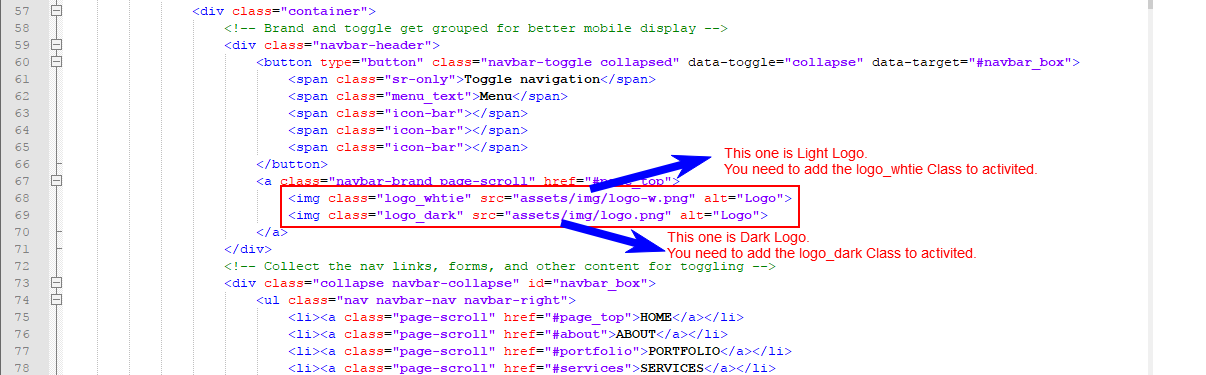 57 <div class="container">
58 <!-- Brand and toggle get grouped for better mobile display -->
59 <div class="navbar-header">
60 <button type="button" class="navbar-toggle collapsed" data-toggle="collapse" data-target="#navbar_box">
61 <span class="sr-only">Toggle navigation</span>
62 <span class="menu_text">Menu</span>
63 <span class="icon-bar"></span>
64 <span class="icon-bar"></span>
65 <span class="icon-bar"></span>
66 </button>
This one is Light Logo.
You need to add the logo_whtie Class to activited.
67 <a class="navbar-brand page-scroll" href="#page_top">
68 <img class="logo_whtie" src="assets/img/logo-w.png" alt="Logo">
69 <img class="logo_dark" src="assets/img/logo.png" alt="Logo">
70 </a>
This one is Dark Logo.
You need to add the logo_dark Class to activited.
71 </div>
72 <!-- Collect the nav links, forms, and other content for toggling -->
73 <div class="collapse navbar-collapse" id="navbar_box">
74 <ul class="nav navbar-nav navbar-right">
75 <li><a class="page-scroll" href="#page_top">HOME</a></li>
76 <li><a class="page-scroll" href="#about">ABOUT</a></li>
77 <li><a class="page-scroll" href="#portfolio">PORTFOLIO</a></li>
78 <li><a class="page-scroll" href="#services">SERVICES</a></li>